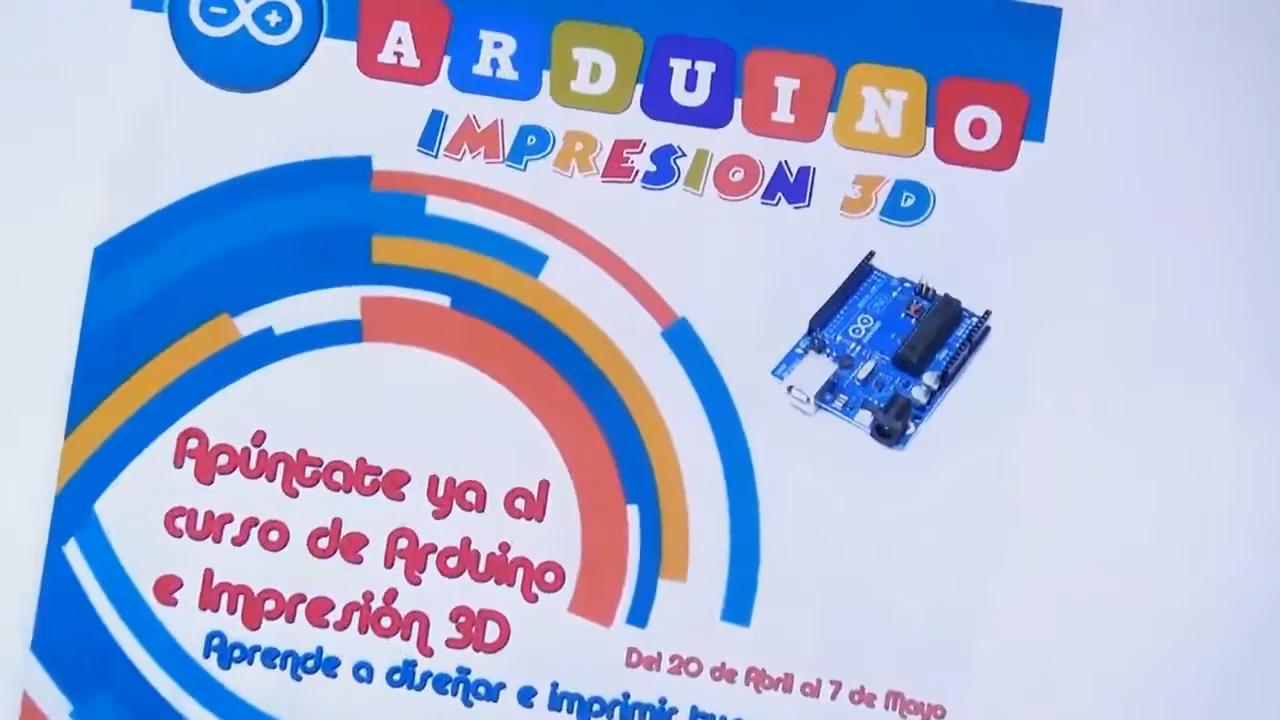 ARDUINO
IMPRESION 3D
Apúntate ya al
curso de Arduino
e Impresión 3D
Aprende a diseñar e imprimir
Del 20 de Abril al 7 de Mayo